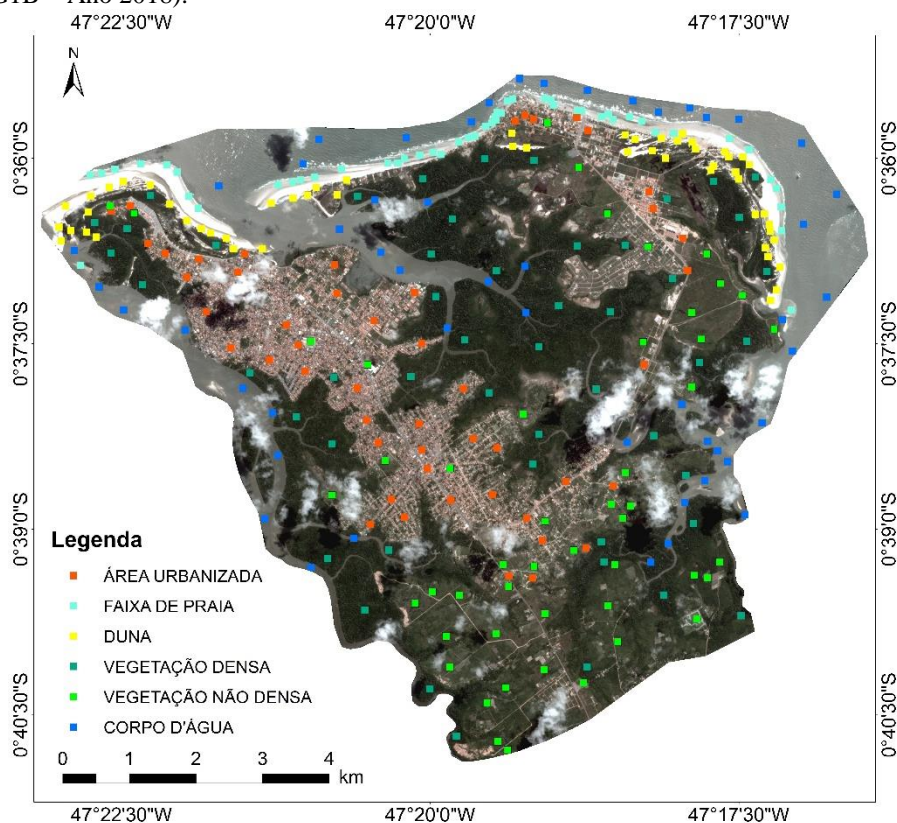 Ano 2018).
47°22'30"W 47°20'0"W 47°17'30"W
N
0°36'0"S 0°36'0"S
0°37'30"S 0°37'30"S
0°39'0"S 0°39'0"S
Legenda
ÁREA URBANIZADA
FAIXA DE PRAIA
DUNA
VEGETAÇÃO DENSA
VEGETAÇÃO NÃO DENSA
CORPO D'ÁGUA
0°40'30"S 0°40'30"S
0 1 2 3 4
km
47°22'30"W 47°20'0"W 47°17'30"W